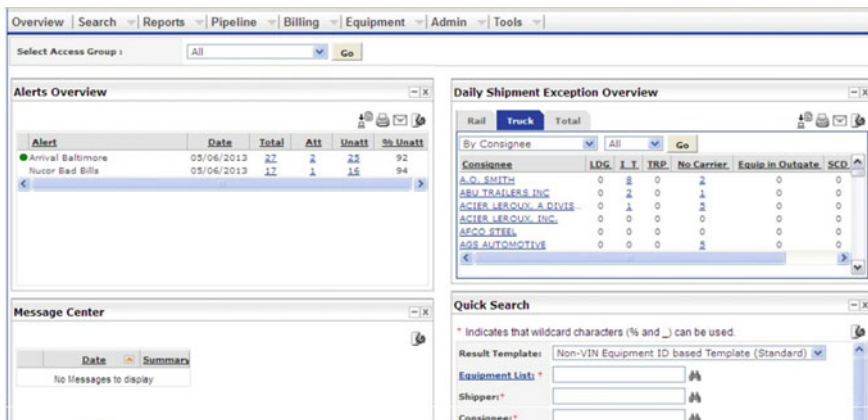 Overview Search Reports Pipeline Billing Equipment Admin Tools
Select Access Group : All Go
Alerts Overview
Alert Date Total Att Unatt % Unatt
Arrival Baltimore 05/06/2013 27 2 25 92
Nucor Bad Bills 05/06/2013 17 1 16 94
Daily Shipment Exception Overview
Rail Truck Total
By Consignee All Go
Consignee LDG I_T TRP No Carrier Equip in Outgate SCD
A.O. SMITH 0 8 0 2 0 0
ABU TRAILERS INC 0 2 0 1 0 0
ACIER LEROUX, A DIVIS... 0 1 0 5 0 0
ACIER LEROUX, INC. 0 0 0 0 0 0
AFCO STEEL 0 0 0 0 0 0
AGS AUTOMOTIVE 0 0 0 5 0 0
Message Center
Date Summary
No Messages to display
Quick Search
* Indicates that wildcard characters (% and _) can be used.
Result Template: Non-VIN Equipment ID based Template (Standard)
Equipment List: *
Shipper:*
Consignee:*